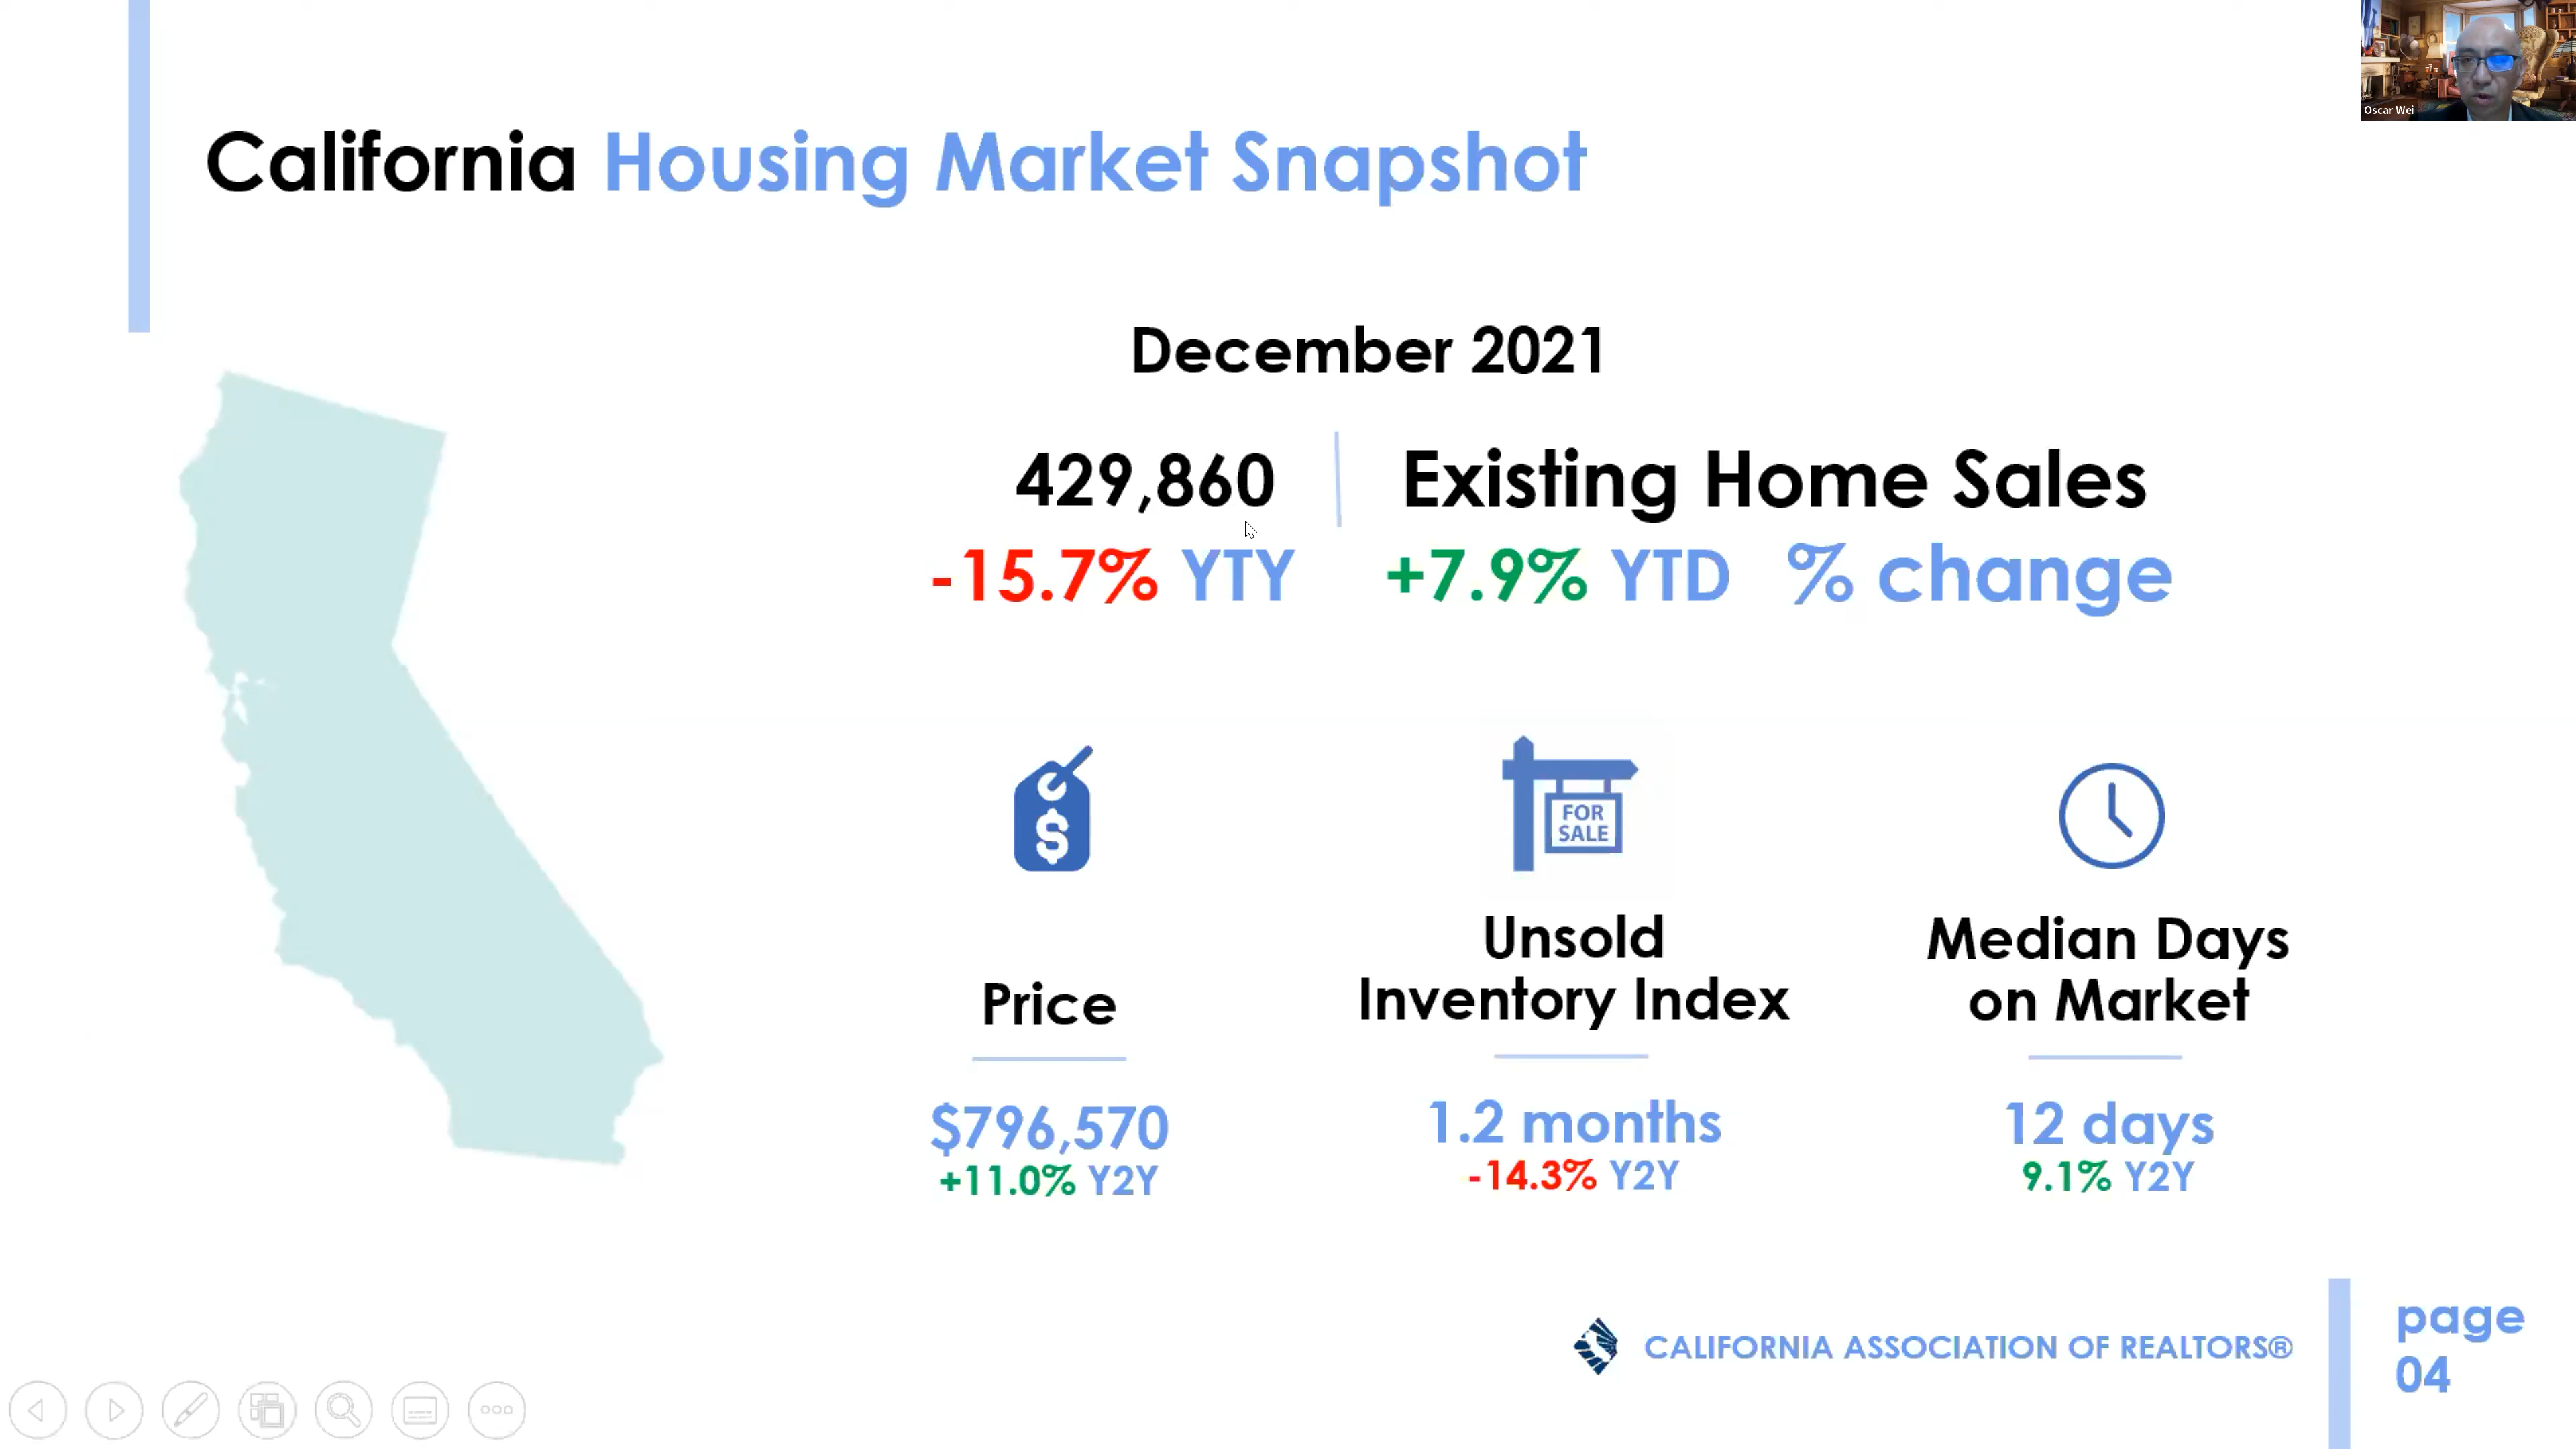 Oscar Wei
California Housing Market Snapshot
December 2021
429,860
Existing Home Sales
-15.7% YTY
+7.9% YTD
% change
$
FOR
SALE
Price
Unsold
Inventory Index
Median Days
on Market
$796,570
+11.0% Y2Y
1.2 months
-14.3% Y2Y
12 days
9.1% Y2Y
CALIFORNIA ASSOCIATION OF REALTORS®
page
04